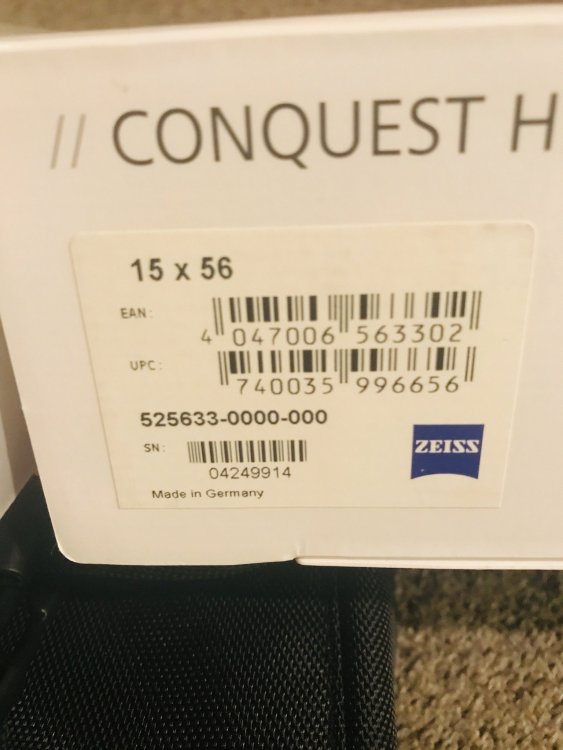 // CONQUEST H
15 x 56
EAN:
4 047006 563302
UPC:
740035 996656
525633-0000-000
SN:
04249914
ZEISS
Made in Germany